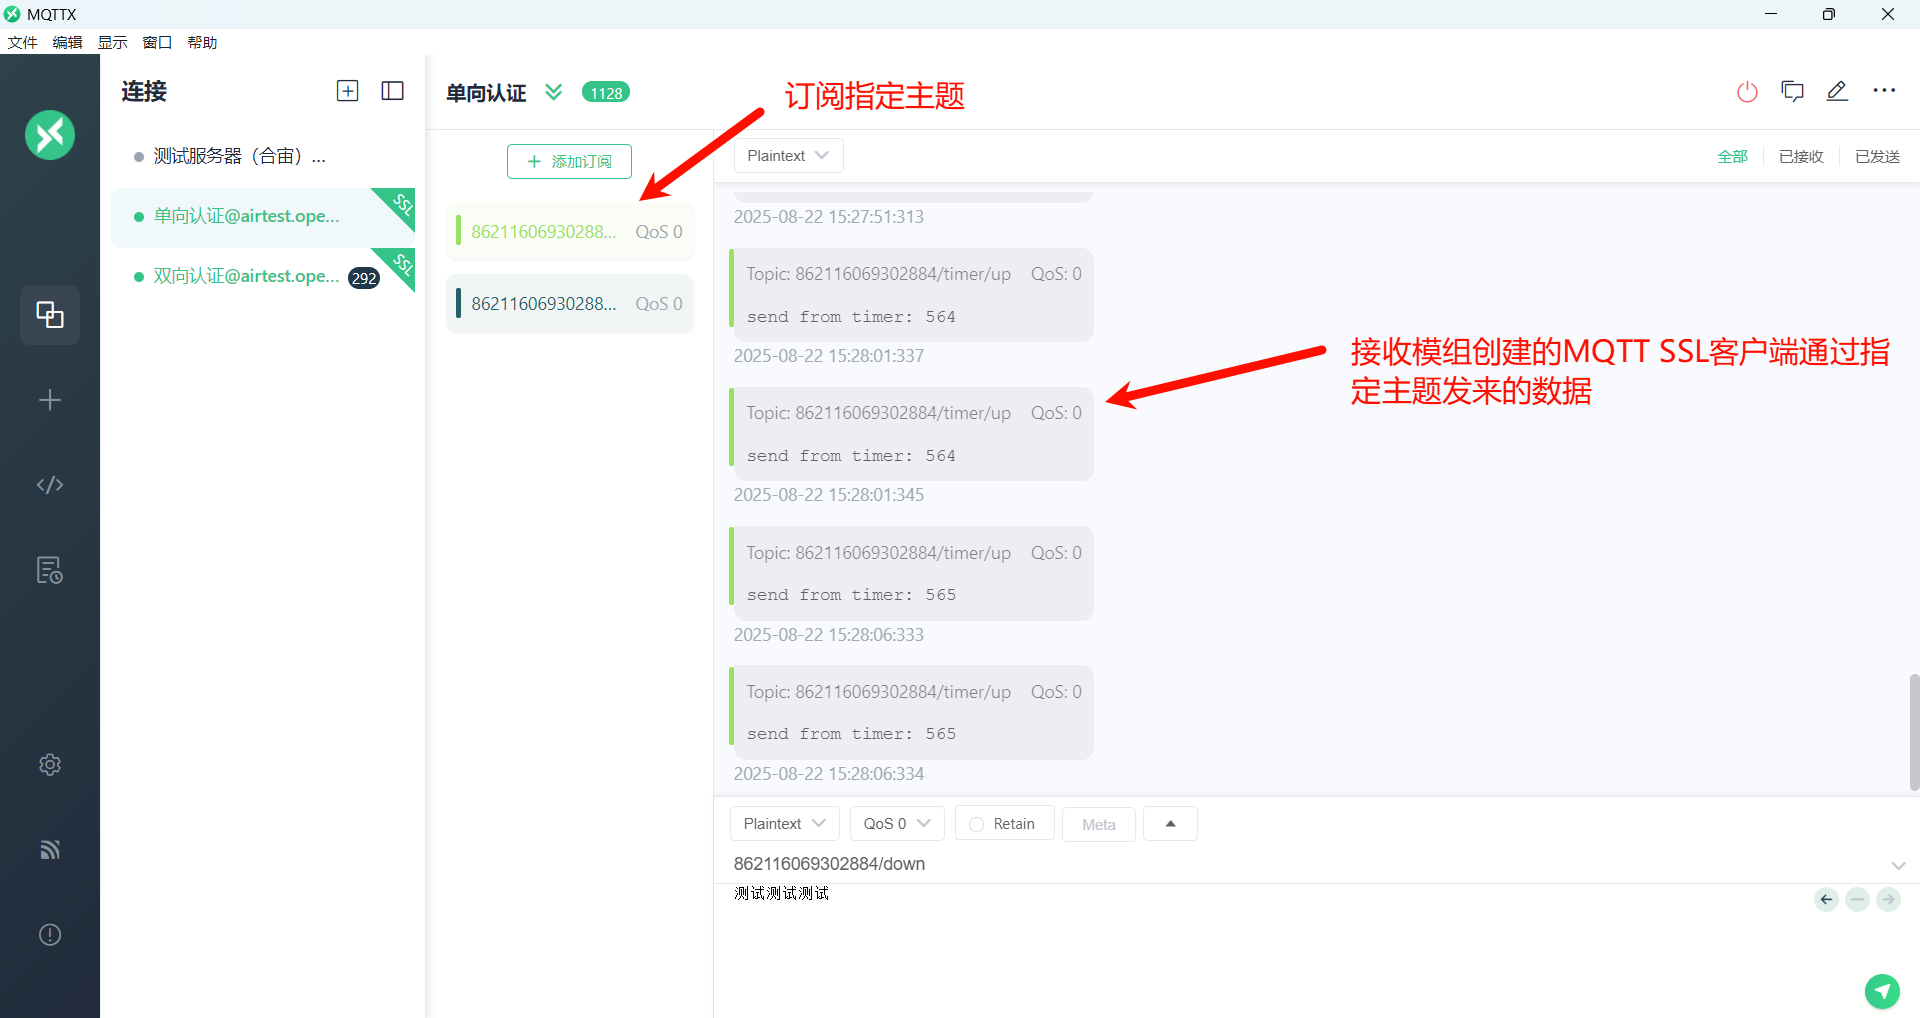 MQTTX
文件 编辑 显示 窗口 帮助
连接
测试服务器（合宙）...
单向认证@airtest.ope...
SSL
双向认证@airtest.ope...
292
SSL
单向认证
1128
订阅指定主题
添加订阅
86211606930288...
QoS 0
86211606930288...
QoS 0
Plaintext
全部
已接收
已发送
2025-08-22 15:27:51:313
Topic: 862116069302884/timer/up QoS: 0
send from timer: 564
2025-08-22 15:28:01:337
Topic: 862116069302884/timer/up QoS: 0
send from timer: 564
2025-08-22 15:28:01:345
Topic: 862116069302884/timer/up QoS: 0
send from timer: 565
2025-08-22 15:28:06:333
Topic: 862116069302884/timer/up QoS: 0
send from timer: 565
2025-08-22 15:28:06:334
接收模组创建的MQTT SSL客户端通过指
定主题发来的数据
Plaintext
QoS 0
Retain
Meta
862116069302884/down
测试测试测试